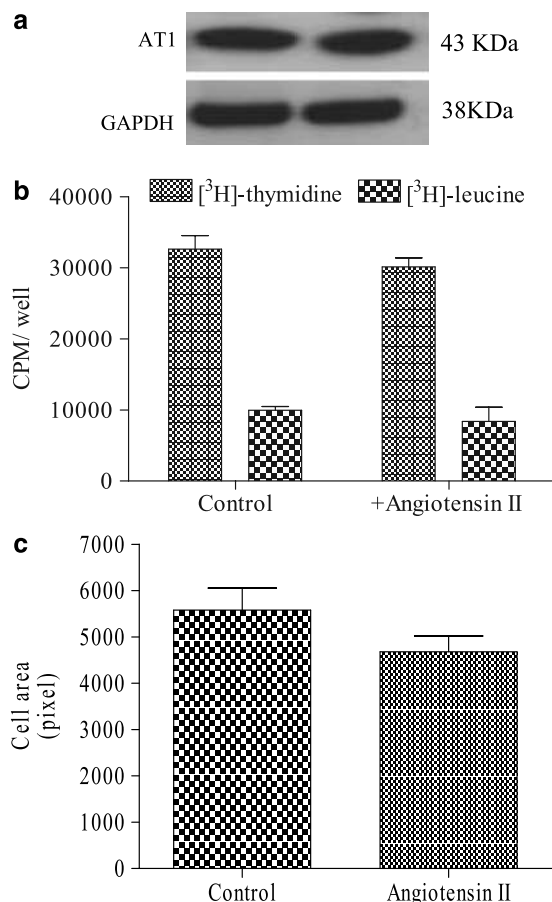 a
AT1 43 KDa
GAPDH 38KDa
b
[³H]-thymidine [³H]-leucine
40000
30000
20000
10000
0
CPM/ well
Control +Angiotensin II
c
7000
6000
5000
4000
3000
2000
1000
0
Cell area
(pixel)
Control Angiotensin II